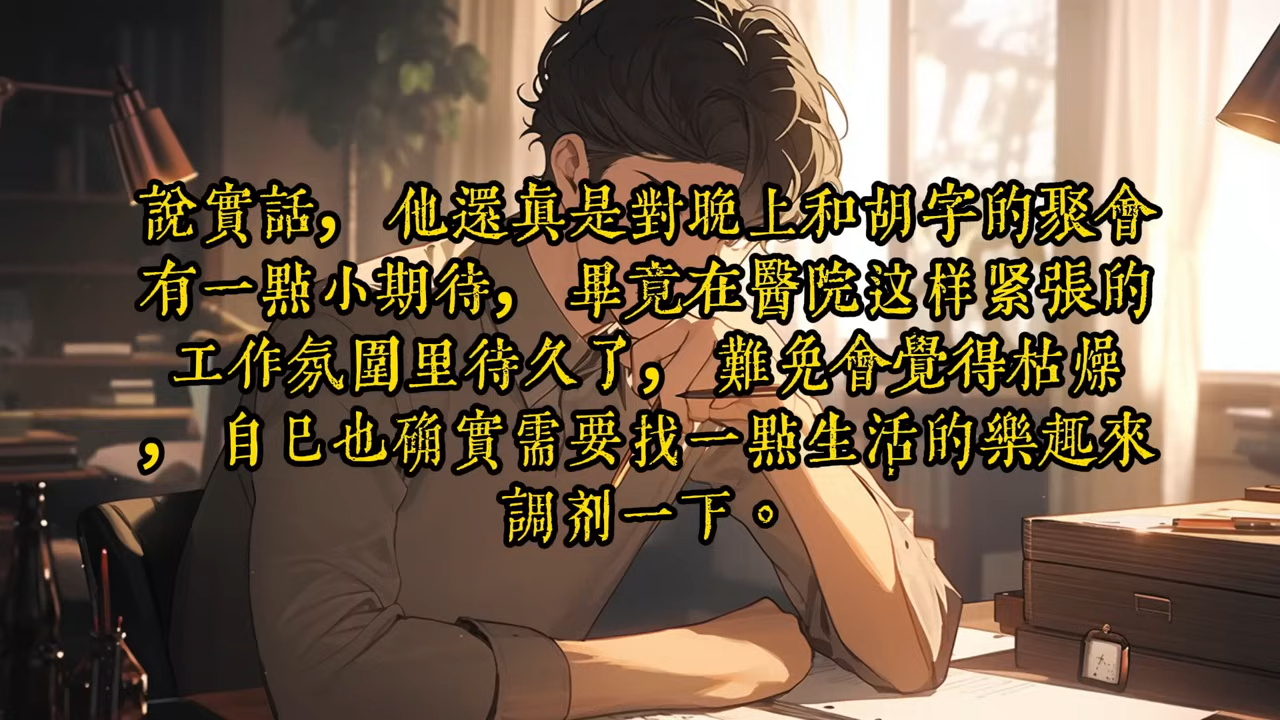 說實話，他還真是對晚上和胡字的聚會
有一點小期待，畢竟在醫院这样紧張的
工作氛圍里待久了，難免會覺得枯燥
，自已也确實需要找一點生活的樂趣來
調剂一下。